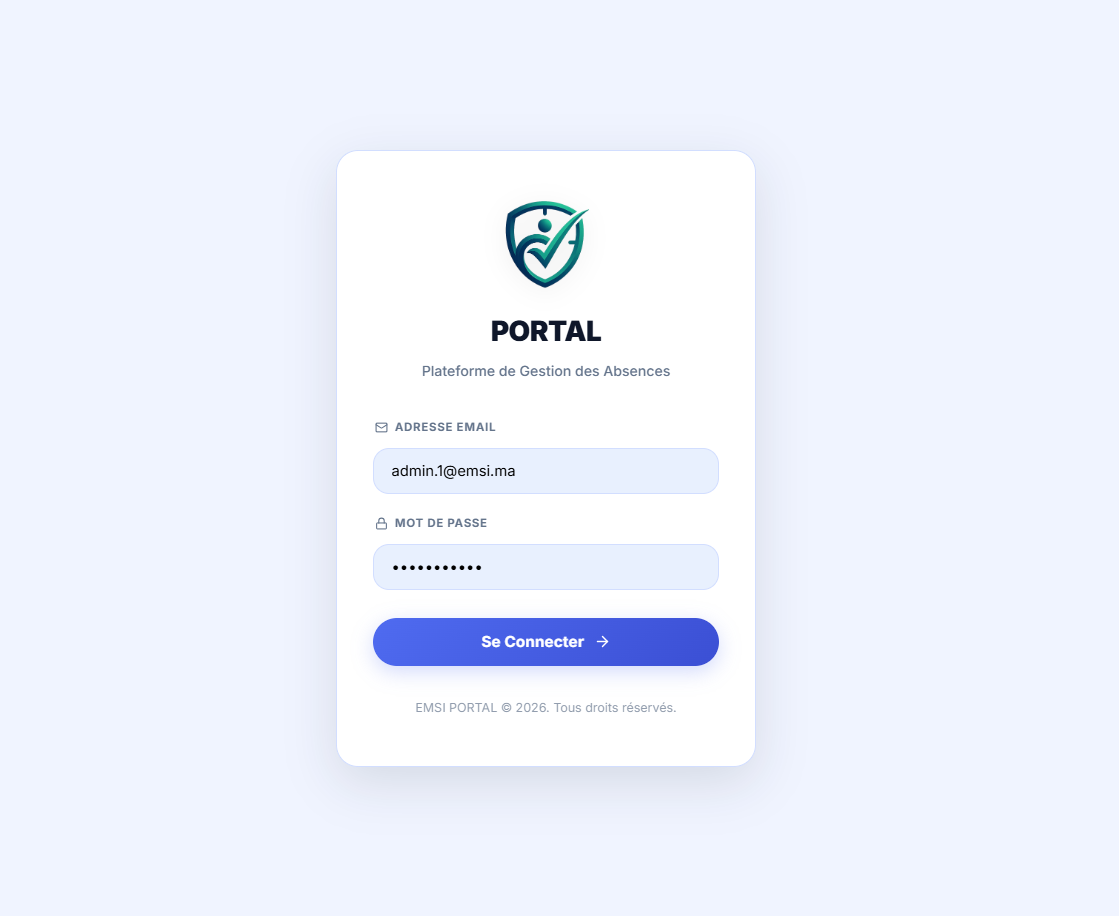 PORTAL
Plateforme de Gestion des Absences
ADRESSE EMAIL
admin.1@emsi.ma
MOT DE PASSE
•••••••••••
Se Connecter →
EMSI PORTAL © 2026. Tous droits réservés.